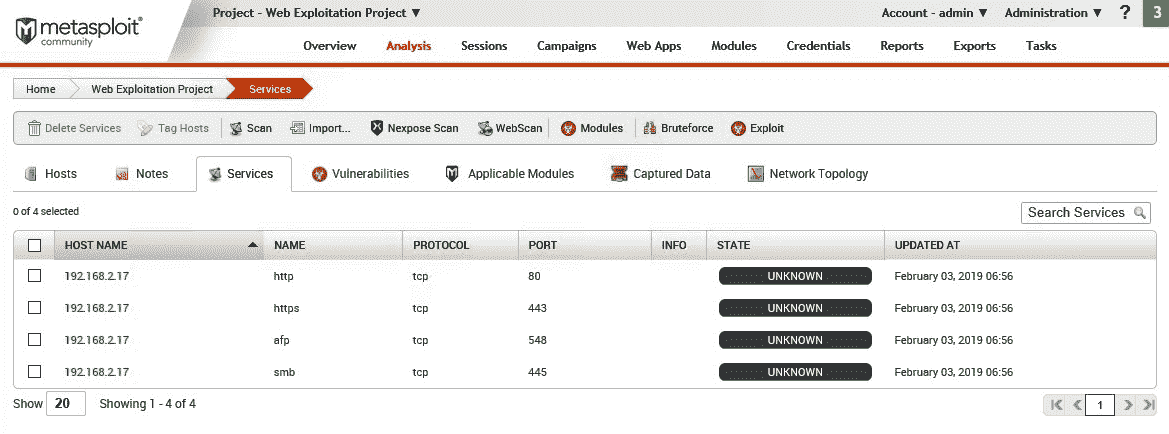 Project - Web Exploitation Project ▼ Account - admin ▼ Administration ▼ ? 3
metasploit®
community
Overview Analysis Sessions Campaigns Web Apps Modules Credentials Reports Exports Tasks
Home Web Exploitation Project Services
Delete Services Tag Hosts Scan Import... Nexpose Scan WebScan Modules Bruteforce Exploit
Hosts Notes Services Vulnerabilities Applicable Modules Captured Data Network Topology
0 of 4 selected
Search Services
HOST NAME NAME PROTOCOL PORT INFO STATE UPDATED AT
192.168.2.17 http tcp 80 UNKNOWN February 03, 2019 06:56
192.168.2.17 https tcp 443 UNKNOWN February 03, 2019 06:56
192.168.2.17 afp tcp 548 UNKNOWN February 03, 2019 06:56
192.168.2.17 smb tcp 445 UNKNOWN February 03, 2019 06:56
Show 20 Showing 1 - 4 of 4 1